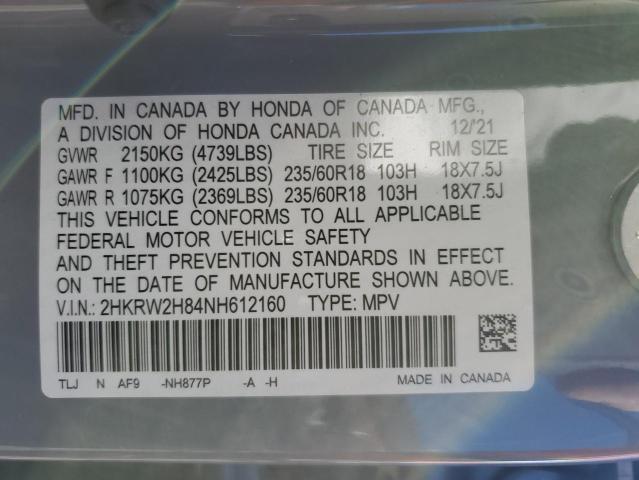 MFD. IN CANADA BY HONDA OF CANADA MFG.,
A DIVISION OF HONDA CANADA INC. 12/21
GVWR 2150KG (4739LBS) TIRE SIZE RIM SIZE
GAWR F 1100KG (2425LBS) 235/60R18 103H 18X7.5J
GAWR R 1075KG (2369LBS) 235/60R18 103H 18X7.5J
THIS VEHICLE CONFORMS TO ALL APPLICABLE
FEDERAL MOTOR VEHICLE SAFETY
AND THEFT PREVENTION STANDARDS IN EFFECT
ON THE DATE OF MANUFACTURE SHOWN ABOVE.
V.I.N.: 2HKRW2H84NH612160 TYPE: MPV
TLJ N AF9 -NH877P -A -H MADE IN CANADA